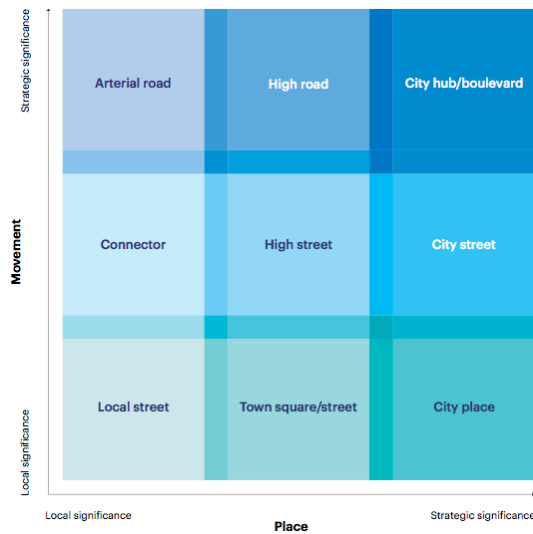 Strategic significance
Arterial road
High road
City hub/boulevard
Movement
Connector
High street
City street
Local significance
Local street
Town square/street
City place
Local significance
Place
Strategic significance